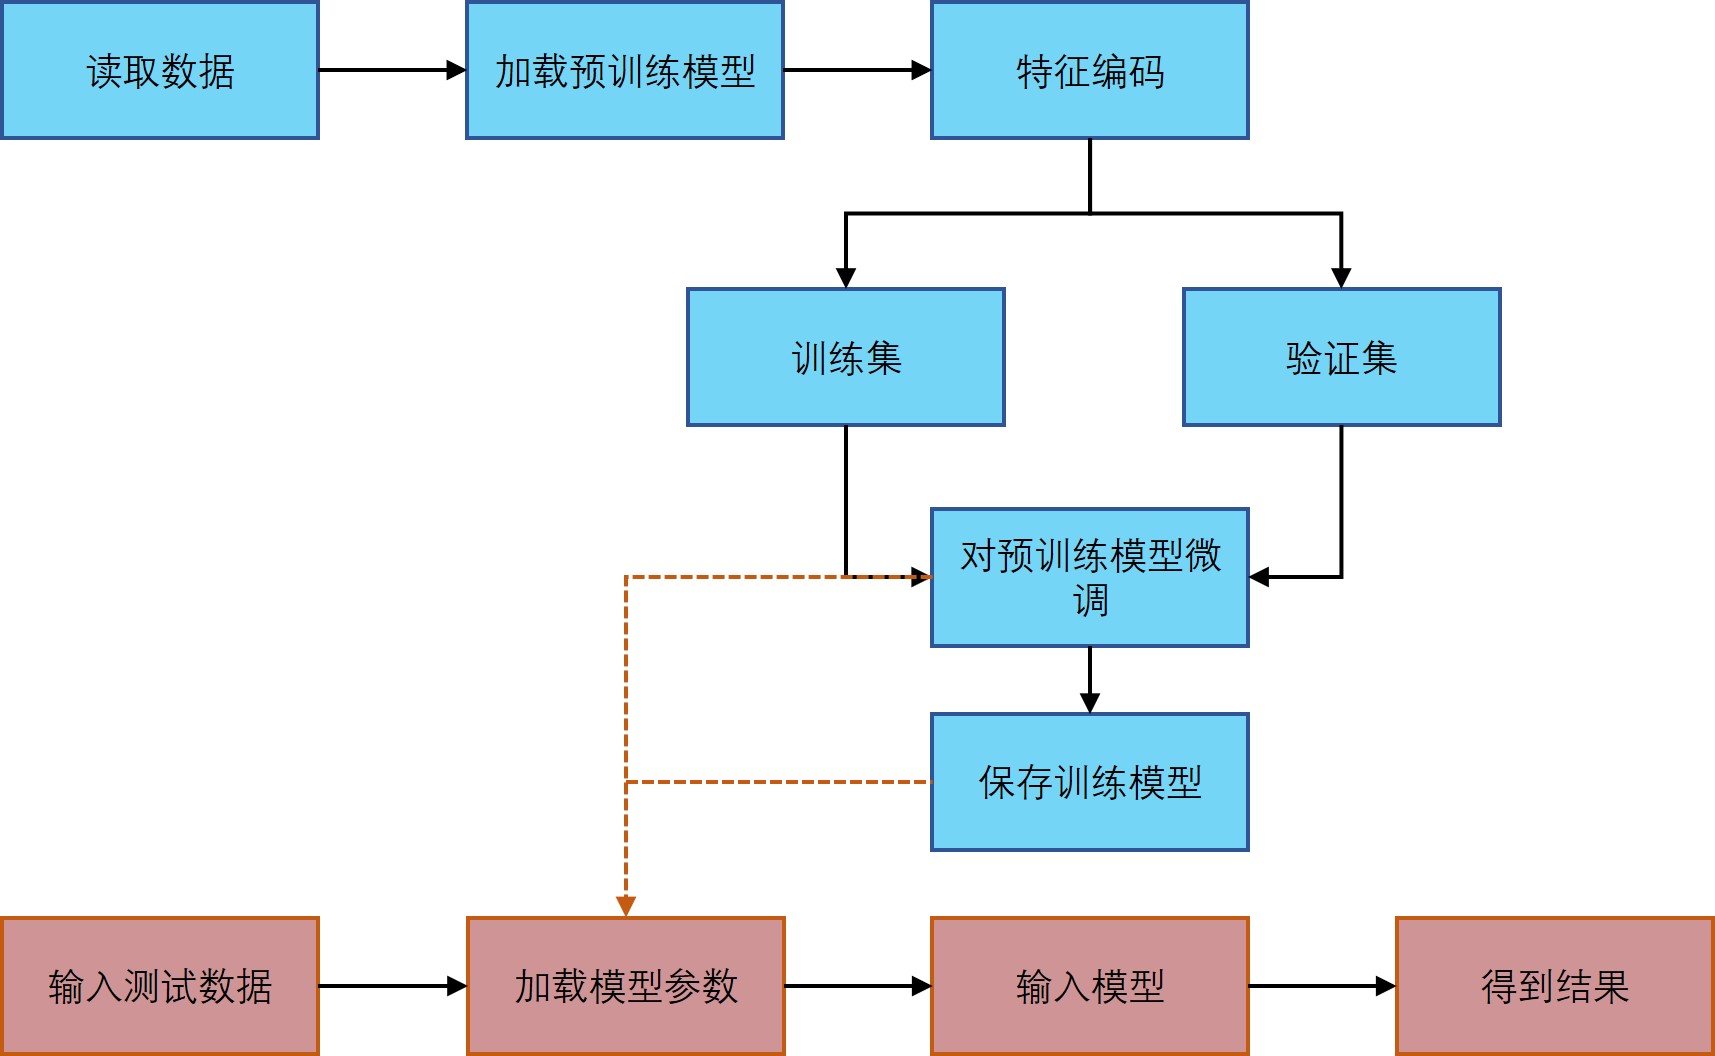 读取数据
加载预训练模型
特征编码
训练集
验证集
对预训练模型微
调
保存训练模型
输入测试数据
加载模型参数
输入模型
得到结果